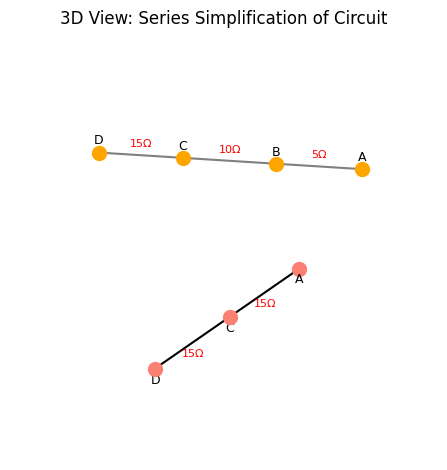 3D View: Series Simplification of Circuit
D
15Ω
C
10Ω
B
5Ω
A
A
15Ω
C
15Ω
D